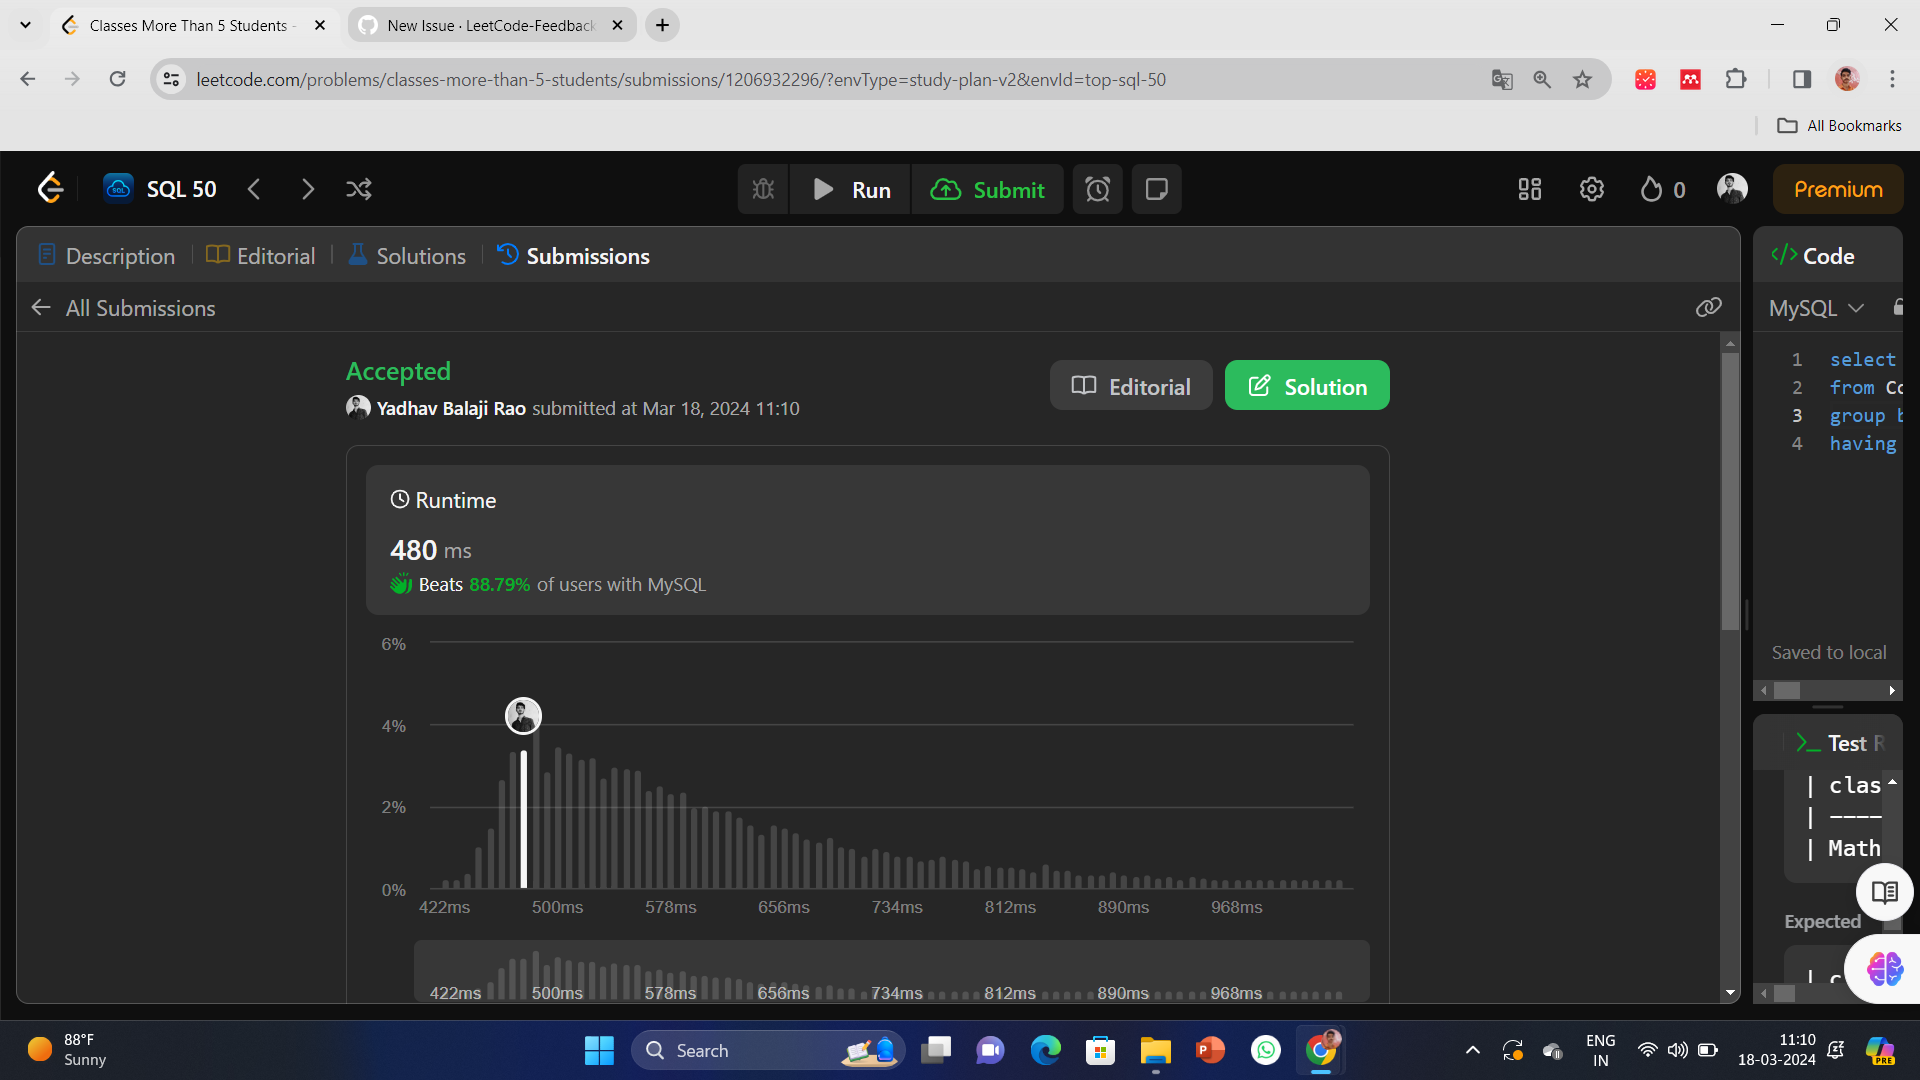 Classes More Than 5 Students -
New Issue · LeetCode-Feedback
leetcode.com/problems/classes-more-than-5-students/submissions/1206932296/?envType=study-plan-v2&envId=top-sql-50
All Bookmarks
SQL 50
Run
Submit
0
Premium
Description
Editorial
Solutions
Submissions
All Submissions
Accepted
Yadhav Balaji Rao submitted at Mar 18, 2024 11:10
Editorial
Solution
Runtime
480 ms
Beats 88.79% of users with MySQL
6%
4%
2%
0%
422ms 500ms 578ms 656ms 734ms 812ms 890ms 968ms
422ms 500ms 578ms 656ms 734ms 812ms 890ms 968ms
</> Code
MySQL
1 select
2 from Co
3 group b
4 having
Saved to local
>_ Test R
| clas
| ----
| Math
Expected
| c
88°F
Sunny
Search
ENG
IN
11:10
18-03-2024
PRE